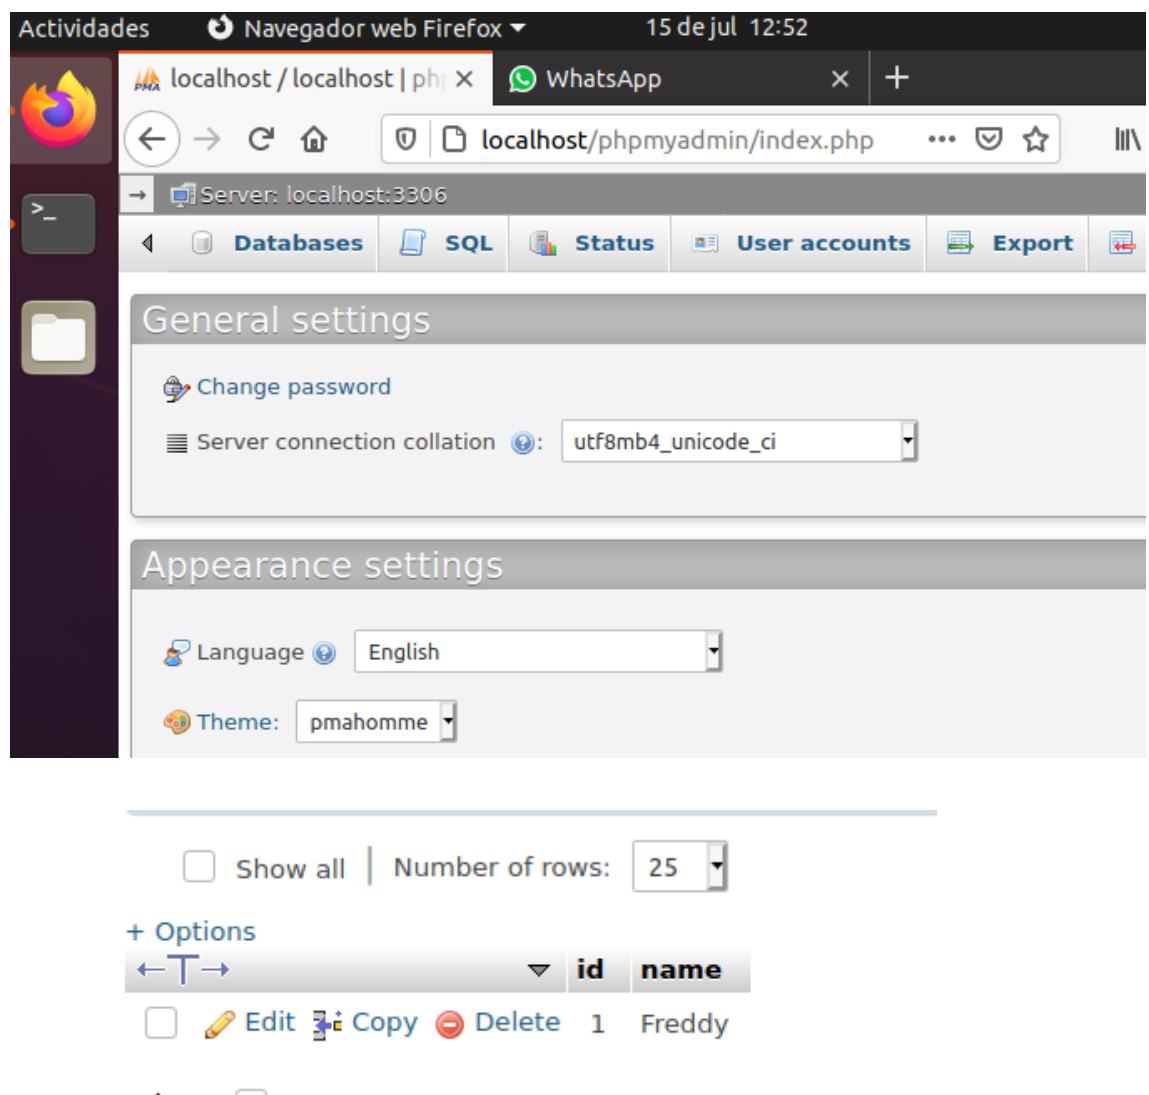 Actividades Navegador web Firefox 15 de jul 12:52
localhost / localhost | ph WhatsApp
localhost/phpmyadmin/index.php
Server: localhost:3306
Databases SQL Status User accounts Export
General settings
Change password
Server connection collation : utf8mb4_unicode_ci
Appearance settings
Language English
Theme: pmahomme
Show all Number of rows: 25
+ Options
←T→ id name
Edit Copy Delete 1 Freddy